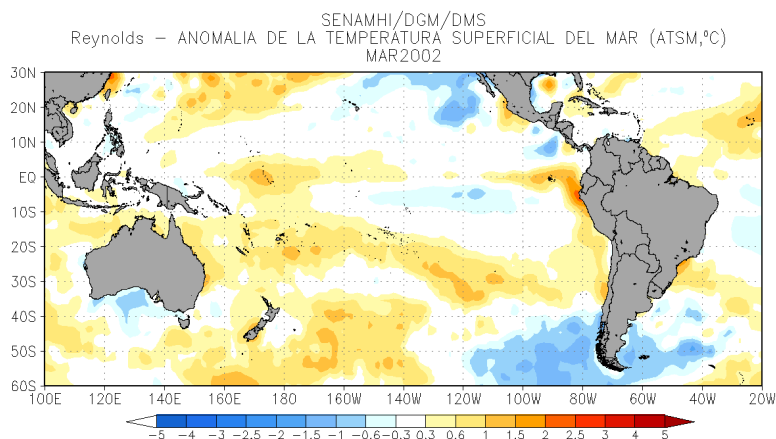 SENAMHI/DGM/DMS
Reynolds – ANOMALIA DE LA TEMPERATURA SUPERFICIAL DEL MAR (ATSM,ºC)
MAR2002
30N
20N
10N
EQ
10S
20S
30S
40S
50S
60S
100E 120E 140E 160E 180 160W 140W 120W 100W 80W 60W 40W 20W
-5 -4 -3 -2.5 -2 -1.5 -1 -0.6 -0.3 0.3 0.6 1 1.5 2 2.5 3 4 5